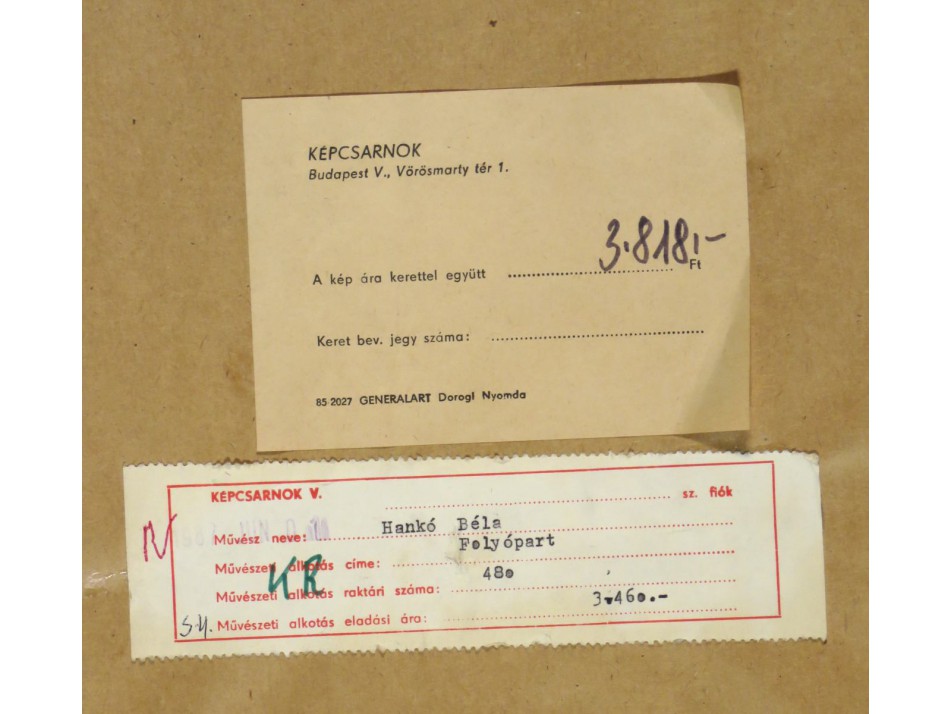 KÉPCSARNOK
Budapest V., Vörösmarty tér 1.
3.818,-
A kép ára kerettel együtt ........ Ft
Keret bev. jegy száma: ........
85-2027 GENERALART Dorogi Nyomda
KÉPCSARNOK V. ........ sz. fiók
Művész neve: Hankó Béla
Művészeti alkotás címe: Folyópart
KR
Művészeti alkotás raktári száma: 480
Művészeti alkotás eladási ára: 3.460.-